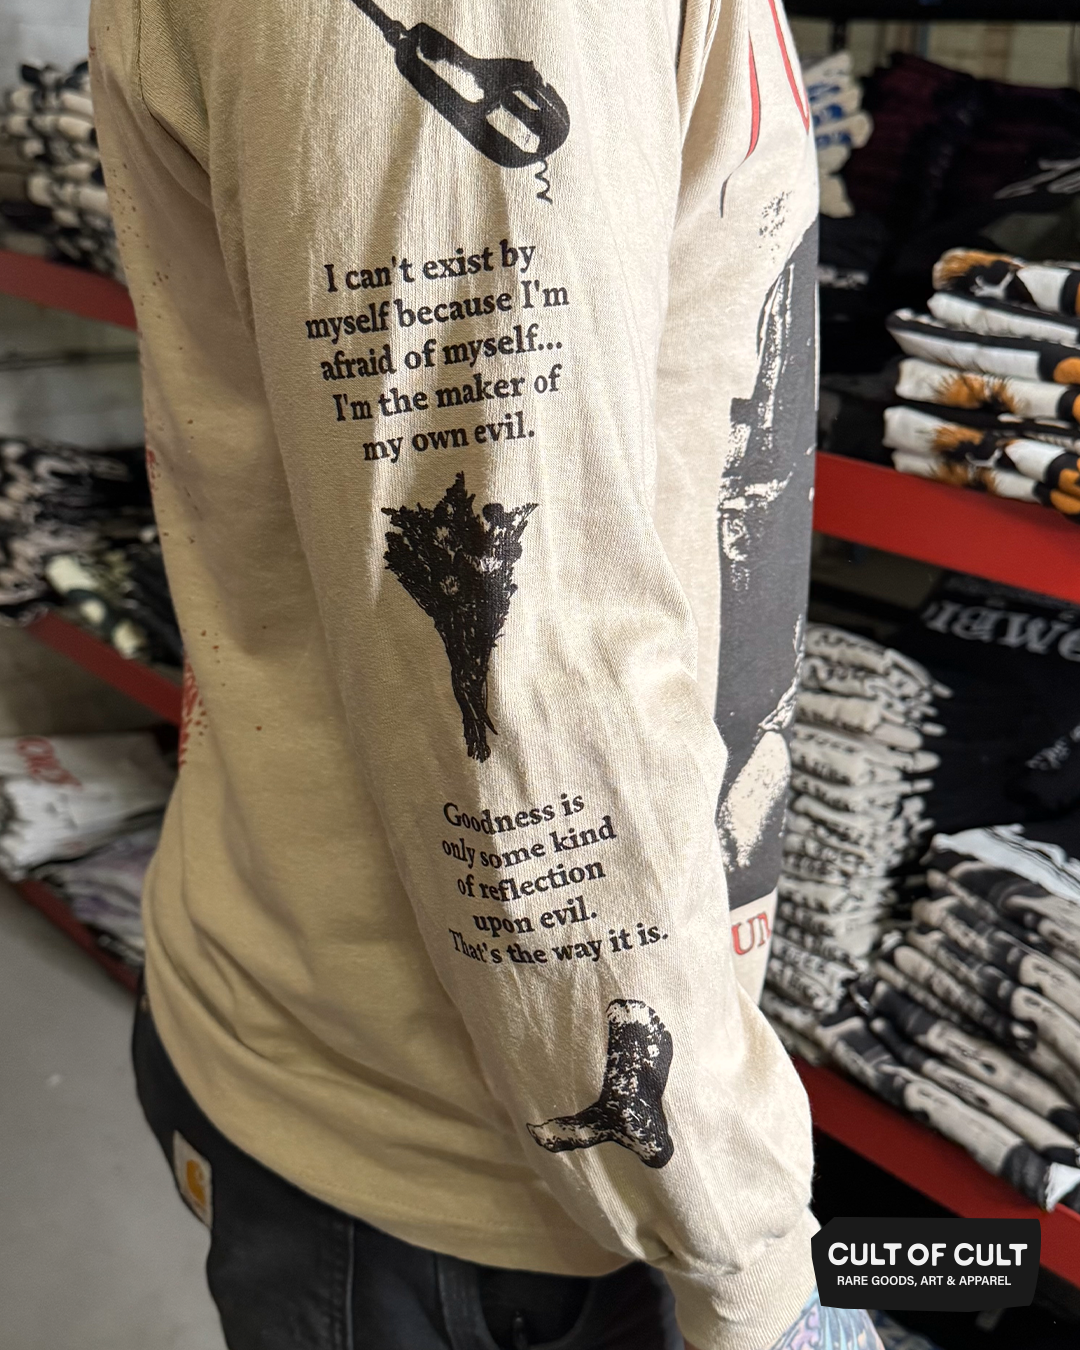 I can't exist by
myself because I'm
afraid of myself...
I'm the maker of
my own evil.
Goodness is
only some kind
of reflection
upon evil.
That's the way it is.
UN
CULT OF CULT
RARE GOODS, ART & APPAREL